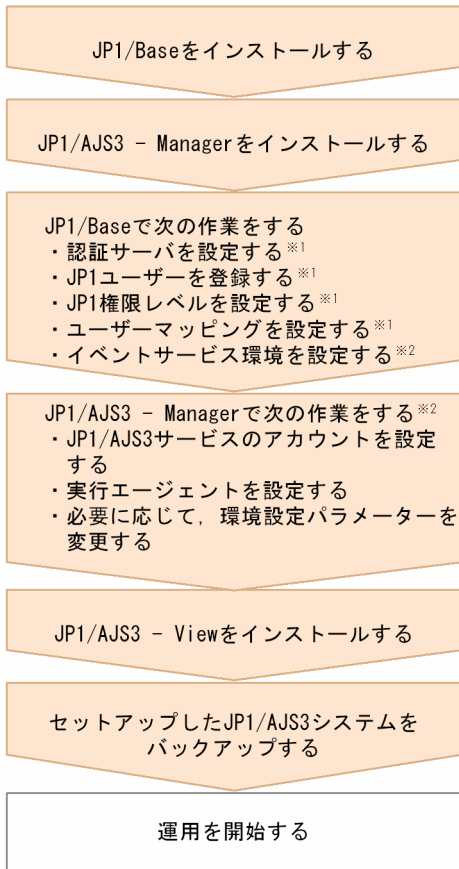 JP1/Baseをインストールする
JP1/AJS3 － Managerをインストールする
JP1/Baseで次の作業をする
・認証サーバを設定する※1
・JP1ユーザーを登録する※1
・JP1権限レベルを設定する※1
・ユーザーマッピングを設定する※1
・イベントサービス環境を設定する※2
JP1/AJS3 － Managerで次の作業をする※2
・JP1/AJS3サービスのアカウントを設定
する
・実行エージェントを設定する
・必要に応じて，環境設定パラメーターを
変更する
JP1/AJS3 － Viewをインストールする
セットアップしたJP1/AJS3システムを
バックアップする
運用を開始する